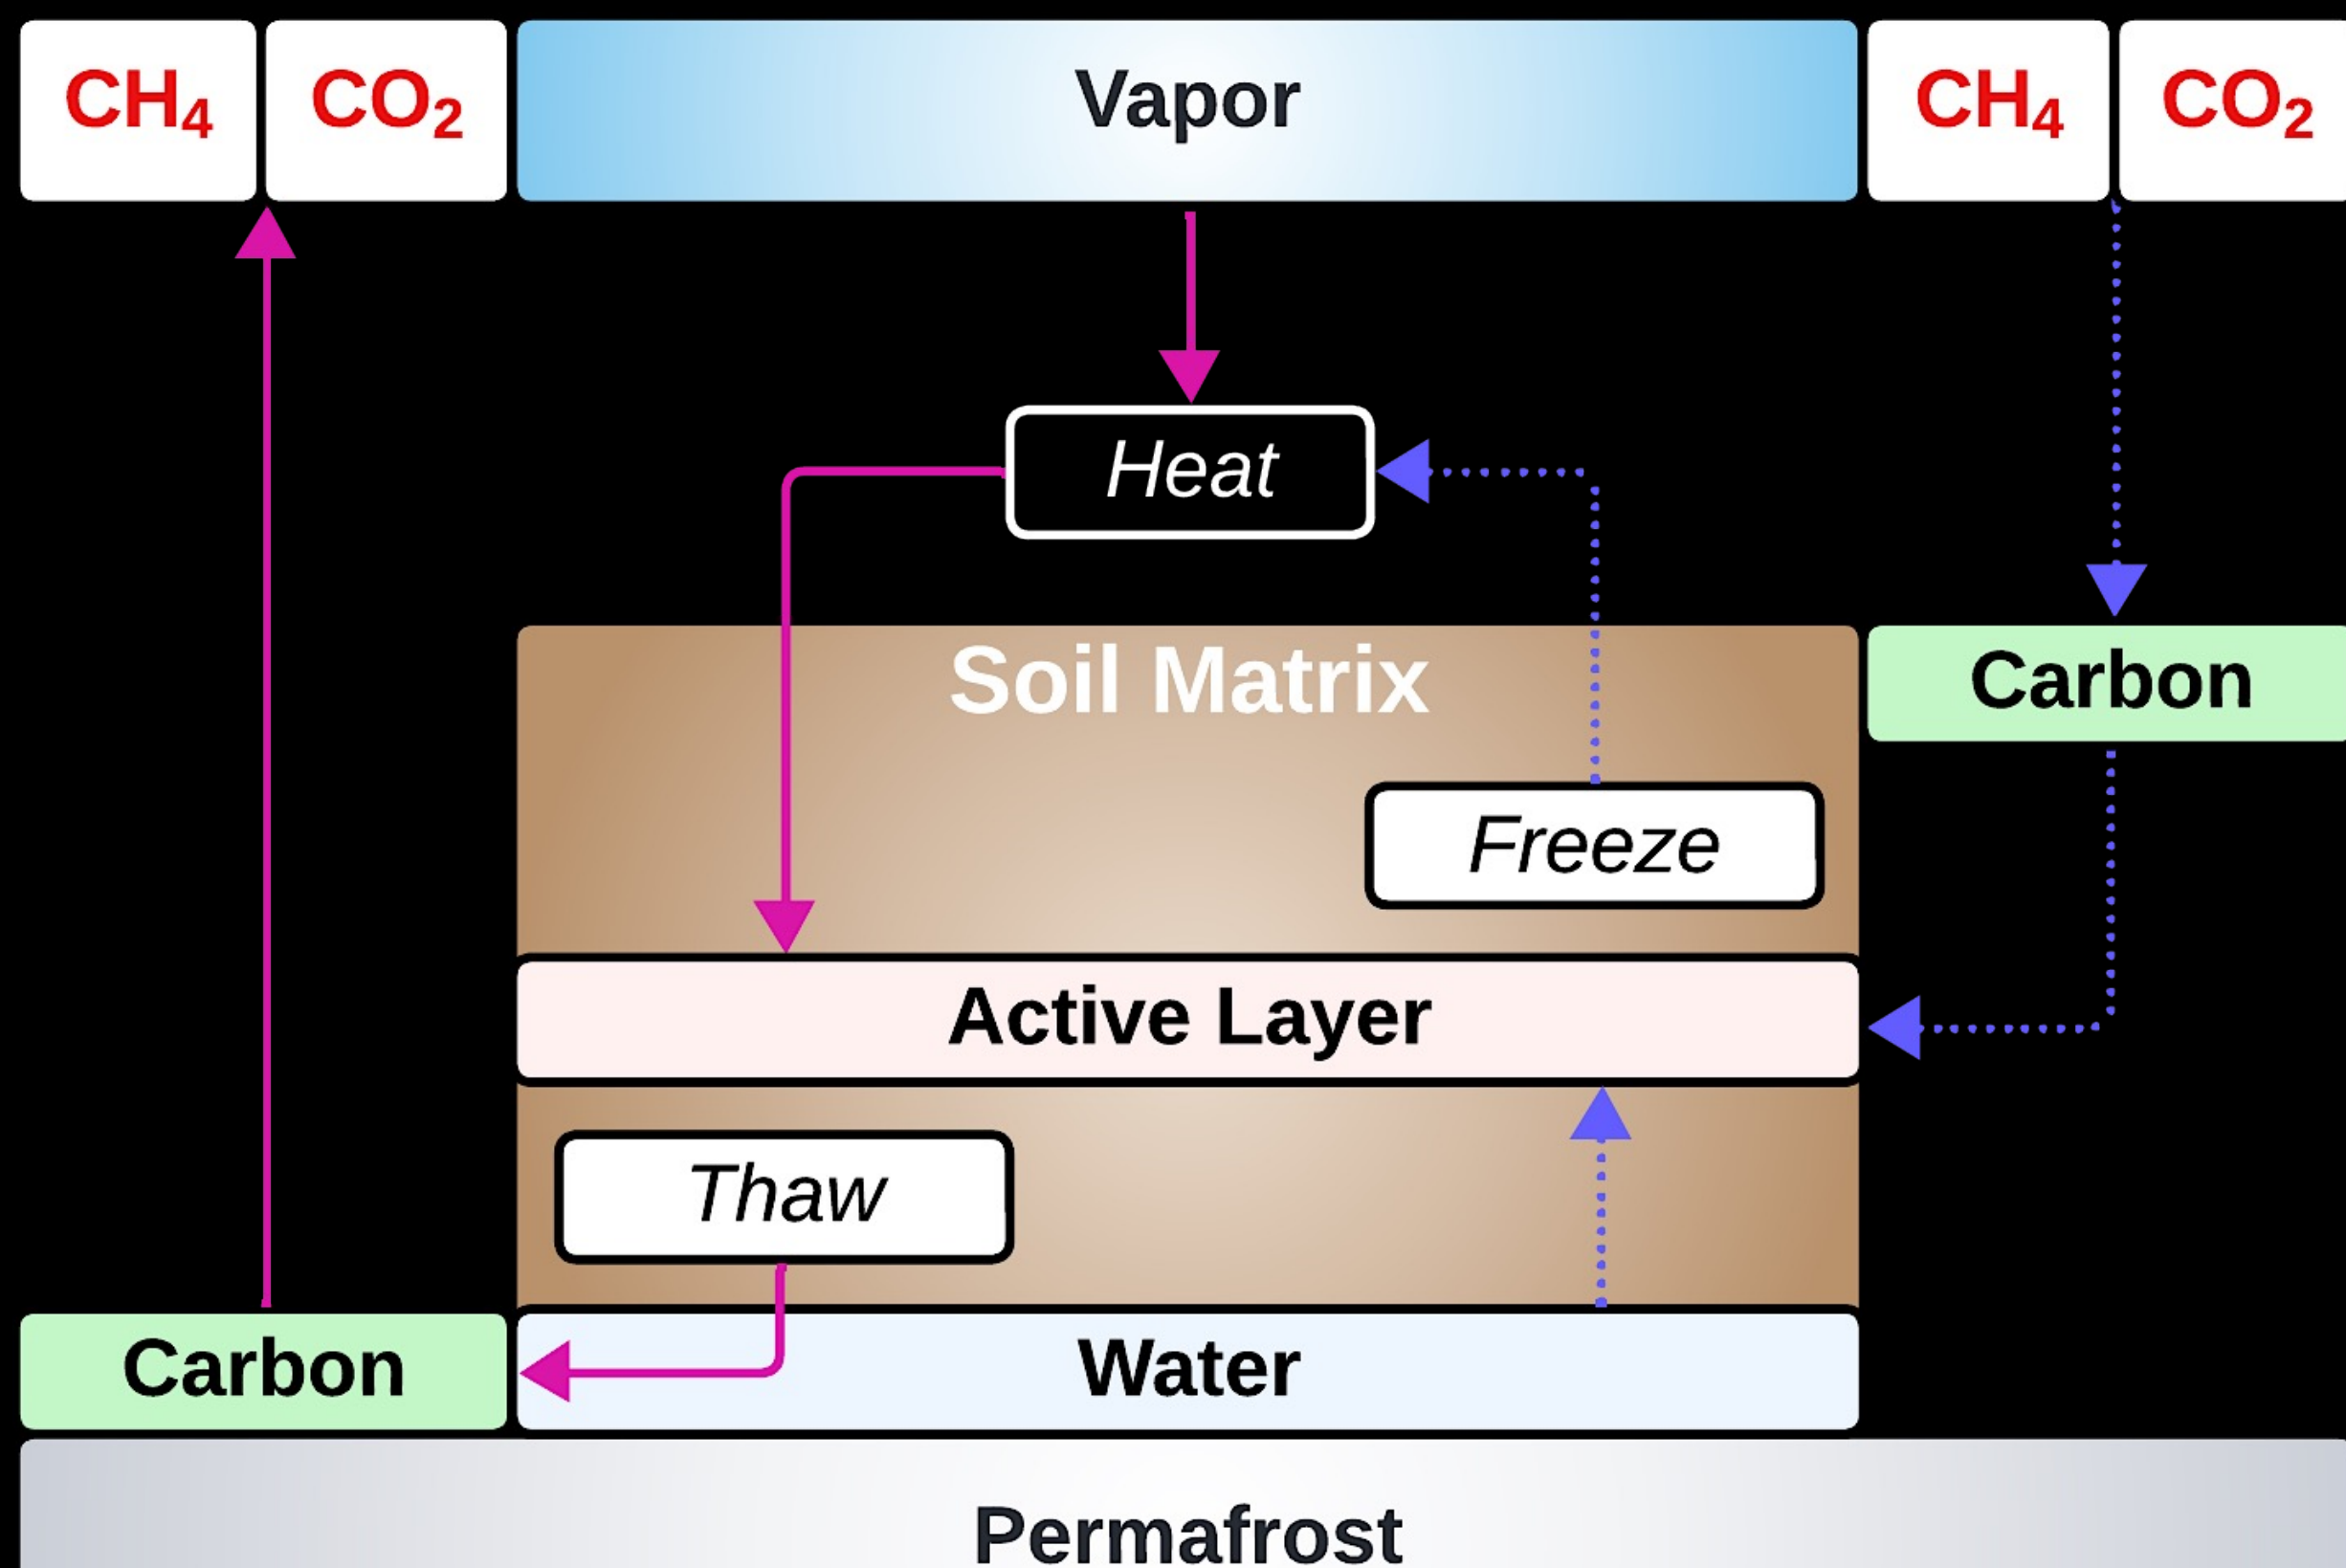 CH₄ CO₂ Vapor CH₄ CO₂
Heat
Soil Matrix
Carbon
Freeze
Active Layer
Thaw
Carbon
Water
Permafrost